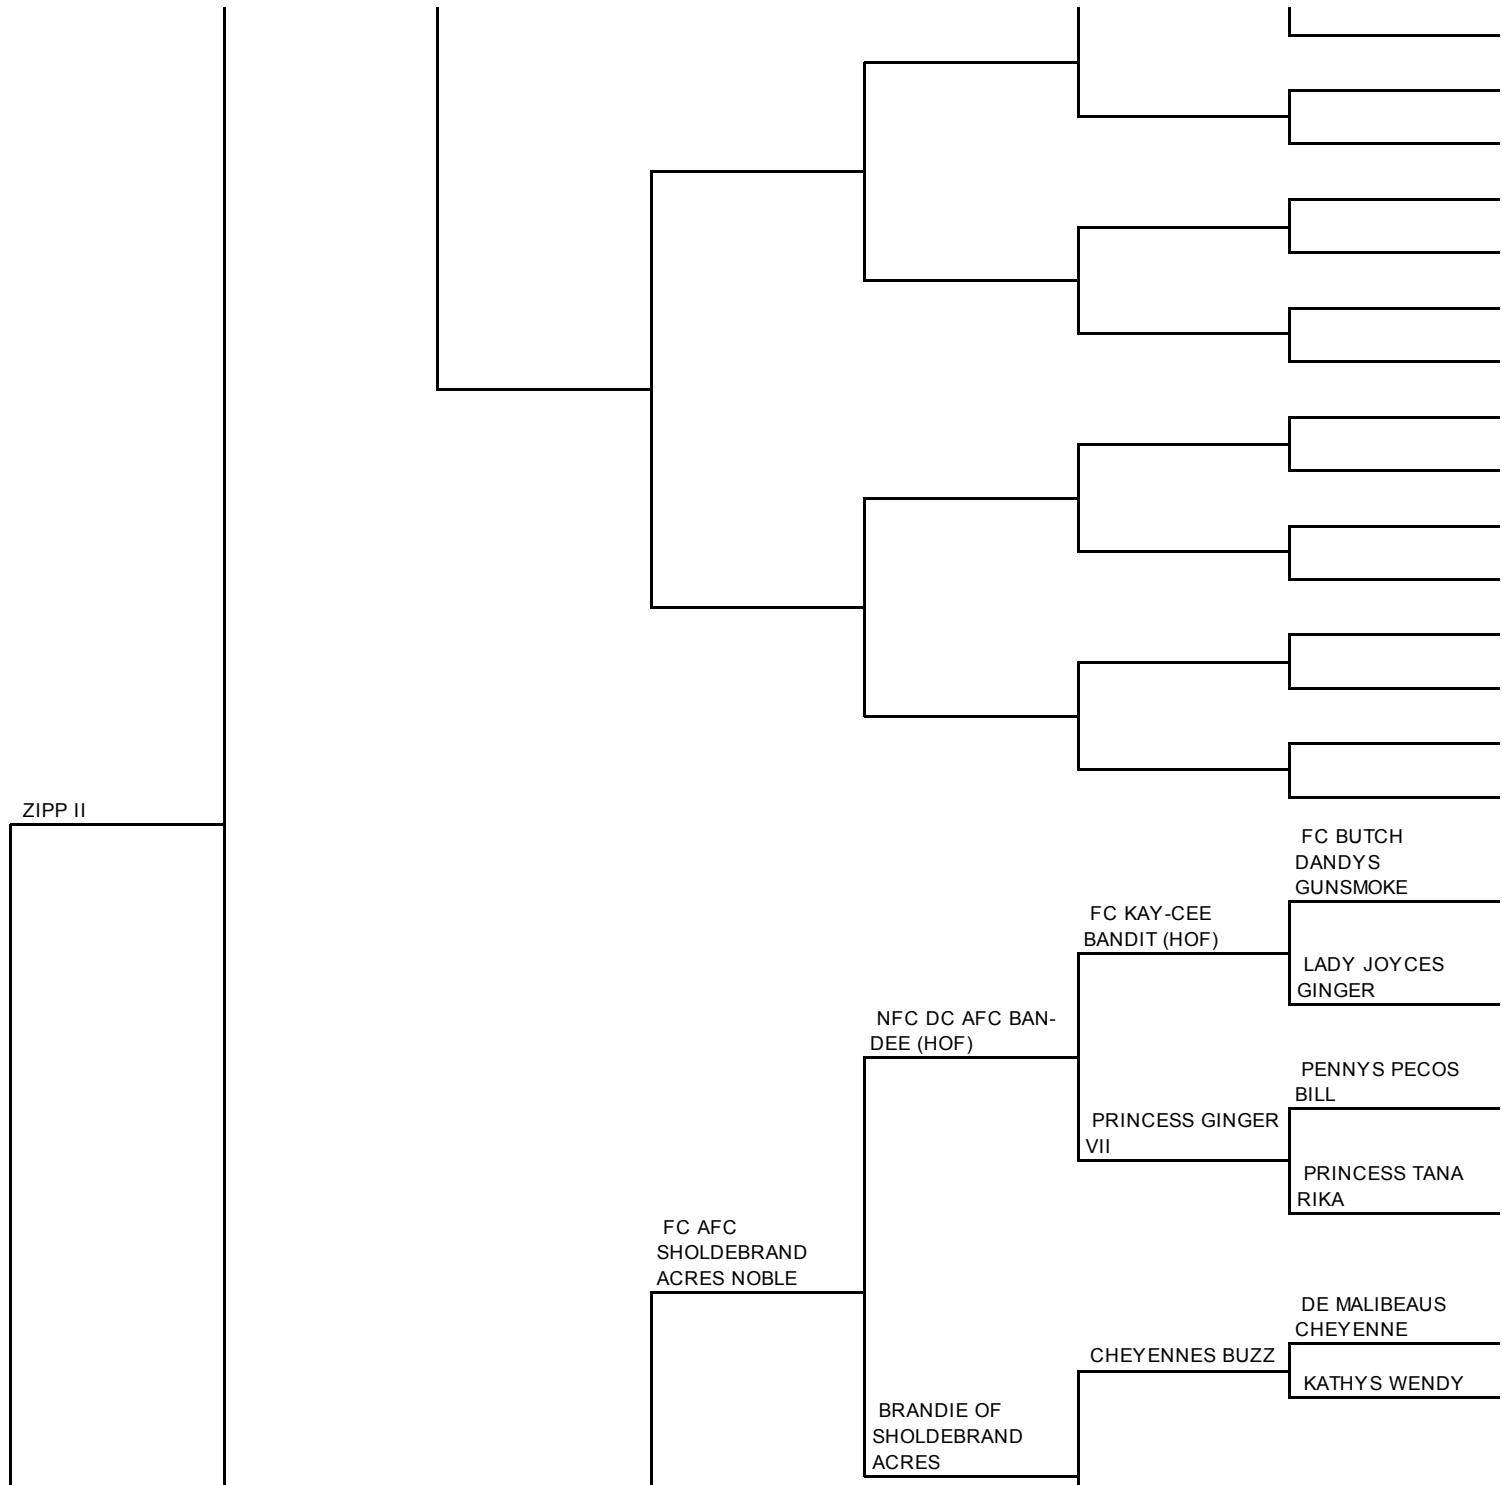 ZIPP II
FC BUTCH
DANDYS
GUNSMOKE
FC KAY-CEE
BANDIT (HOF)
LADY JOYCES
GINGER
NFC DC AFC BAN-
DEE (HOF)
PENNYS PECOS
BILL
PRINCESS GINGER
VII
PRINCESS TANA
RIKA
FC AFC
SHOLDEBRAND
ACRES NOBLE
DE MALIBEAUS
CHEYENNE
CHEYENNES BUZZ
KATHYS WENDY
BRANDIE OF
SHOLDEBRAND
ACRES